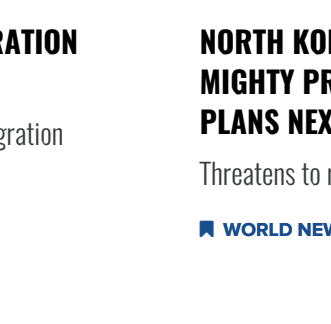 RATION
gration
NORTH KO
MIGHTY PR
PLANS NEX
Threatens to
WORLD NEW